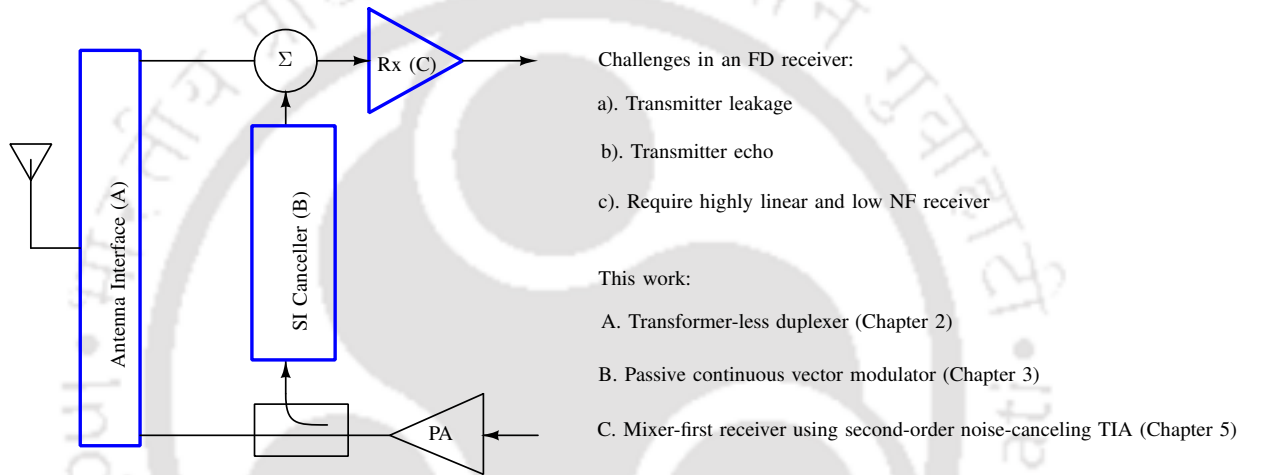 Σ
Rx (C)
Antenna Interface (A)
SI Canceller (B)
PA
Challenges in an FD receiver:
a). Transmitter leakage
b). Transmitter echo
c). Require highly linear and low NF receiver
This work:
A. Transformer-less duplexer (Chapter 2)
B. Passive continuous vector modulator (Chapter 3)
C. Mixer-first receiver using second-order noise-canceling TIA (Chapter 5)